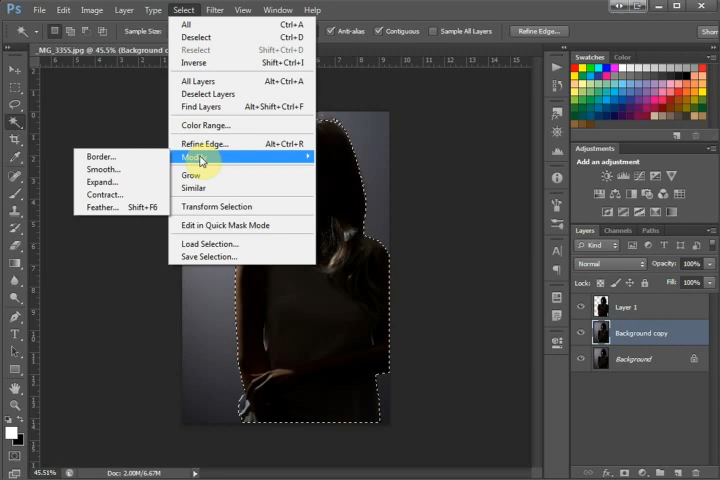 Ps File Edit Image Layer Type Select Filter View Window Help
Sample Size: Anti-alias Contiguous Sample All Layers Refine Edge...
_MG_3355.jpg @ 45.5% (Background c
All Ctrl+A
Deselect Ctrl+D
Reselect Shift+Ctrl+D
Inverse Shift+Ctrl+I
All Layers Alt+Ctrl+A
Deselect Layers
Find Layers Alt+Shift+Ctrl+F
Color Range...
Refine Edge... Alt+Ctrl+R
Modify
Grow
Similar
Transform Selection
Edit in Quick Mask Mode
Load Selection...
Save Selection...
Border...
Smooth...
Expand...
Contract...
Feather... Shift+F6
Swatches Color
Adjustments
Add an adjustment
Layers Channels Paths
Kind
Normal Opacity: 100%
Lock: Fill: 100%
Layer 1
Background copy
Background
45.51% Doc: 2.00M/6.67M